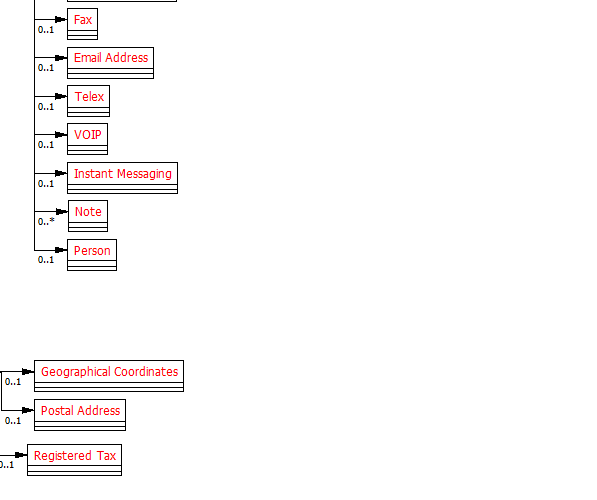 Fax
0..1
Email Address
0..1
Telex
0..1
VOIP
0..1
Instant Messaging
0..1
Note
0..*
Person
0..1
Geographical Coordinates
0..1
Postal Address
0..1
Registered Tax
0..1